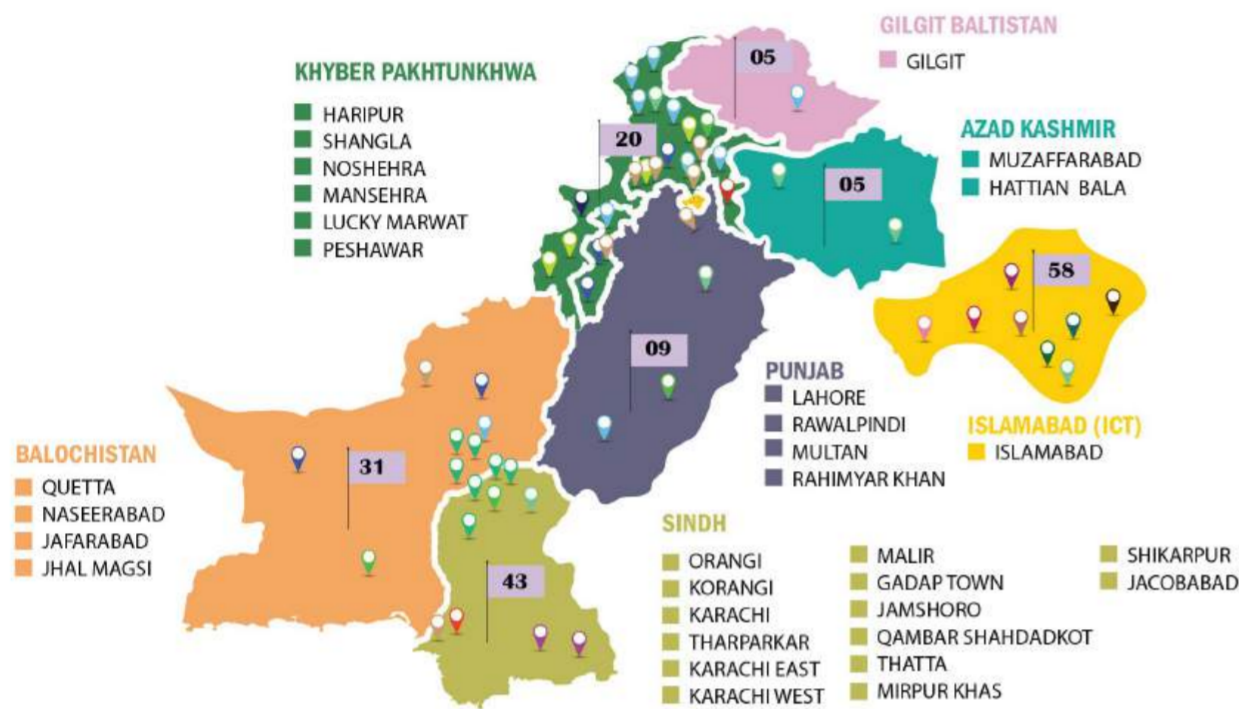 GILGIT BALTISTAN
GILGIT
05
KHYBER PAKHTUNKHWA
HARIPUR
SHANGLA
NOSHEHRA
MANSEHRA
LUCKY MARWAT
PESHAWAR
20
AZAD KASHMIR
MUZAFFARABAD
HATTIAN BALA
05
58
ISLAMABAD (ICT)
ISLAMABAD
09
PUNJAB
LAHORE
RAWALPINDI
MULTAN
RAHIMYAR KHAN
BALOCHISTAN
QUETTA
NASEERABAD
JAFARABAD
JHAL MAGSI
31
43
SINDH
ORANGI
KORANGI
KARACHI
THARPARKAR
KARACHI EAST
KARACHI WEST
MALIR
GADAP TOWN
JAMSHORO
QAMBAR SHAHDADKOT
THATTA
MIRPUR KHAS
SHIKARPUR
JACOBABAD